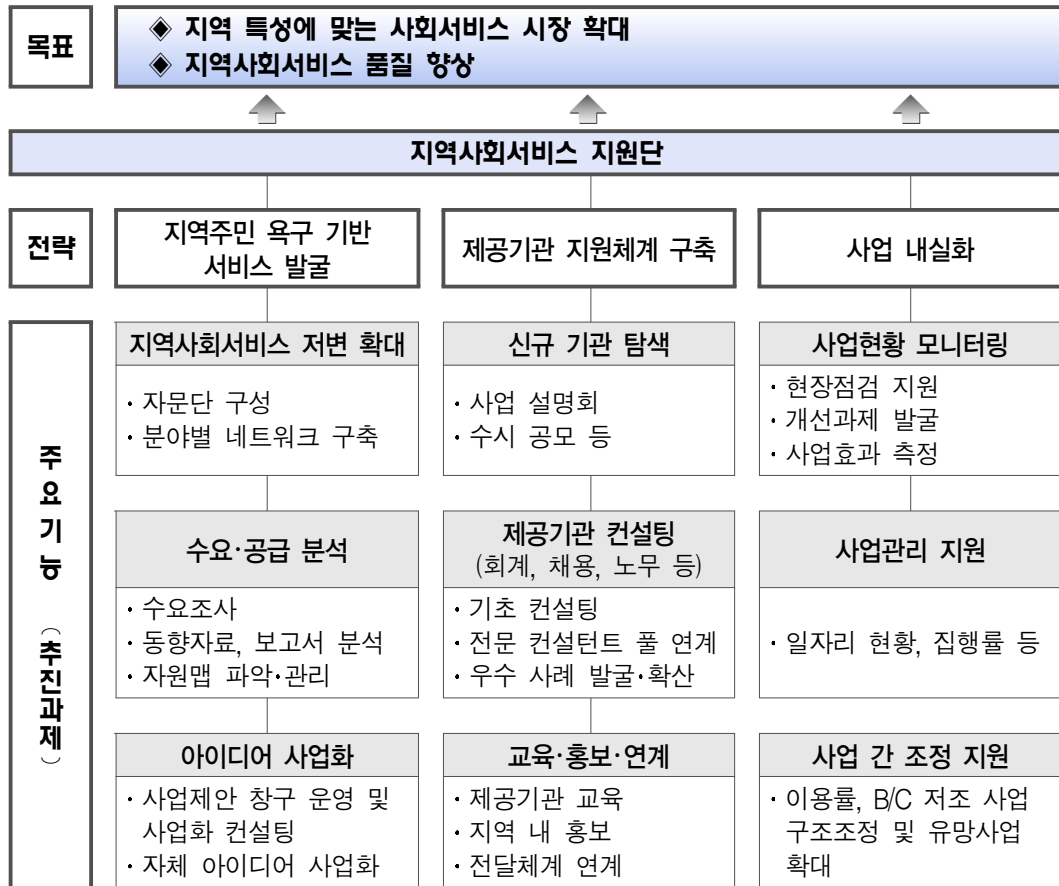 목표
◈ 지역 특성에 맞는 사회서비스 시장 확대
◈ 지역사회서비스 품질 향상
지역사회서비스 지원단
전략
지역주민 욕구 기반
서비스 발굴
제공기관 지원체계 구축
사업 내실화
주요기능
(추진과제)
지역사회서비스 저변 확대
· 자문단 구성
· 분야별 네트워크 구축
신규 기관 탐색
· 사업 설명회
· 수시 공모 등
사업현황 모니터링
· 현장점검 지원
· 개선과제 발굴
· 사업효과 측정
수요·공급 분석
· 수요조사
· 동향자료, 보고서 분석
· 자원맵 파악·관리
제공기관 컨설팅
(회계, 채용, 노무 등)
· 기초 컨설팅
· 전문 컨설턴트 풀 연계
· 우수 사례 발굴·확산
사업관리 지원
· 일자리 현황, 집행률 등
아이디어 사업화
· 사업제안 창구 운영 및
사업화 컨설팅
· 자체 아이디어 사업화
교육·홍보·연계
· 제공기관 교육
· 지역 내 홍보
· 전달체계 연계
사업 간 조정 지원
· 이용률, B/C 저조 사업
구조조정 및 유망사업
확대